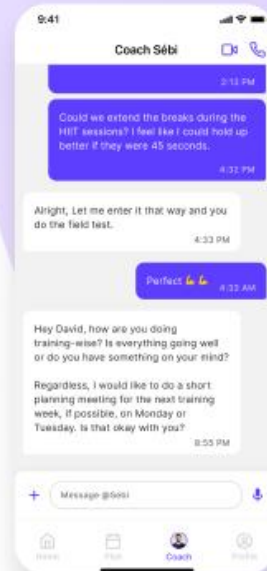 9:41
Coach Sébi
2:13 PM
Could we extend the breaks during the
HIIT sessions? I feel like I could hold up
better if they were 45 seconds.
4:32 PM
Alright, Let me enter it that way and you
do the field test.
4:33 PM
Perfect 💪 💪
4:33 AM
Hey David, how are you doing
training-wise? Is everything going well
or do you have something on your mind?
Regardless, I would like to do a short
planning meeting for the next training
week, if possible, on Monday or
Tuesday. Is that okay with you?
8:55 PM
Message @Sébi
Home
Coach
Profile